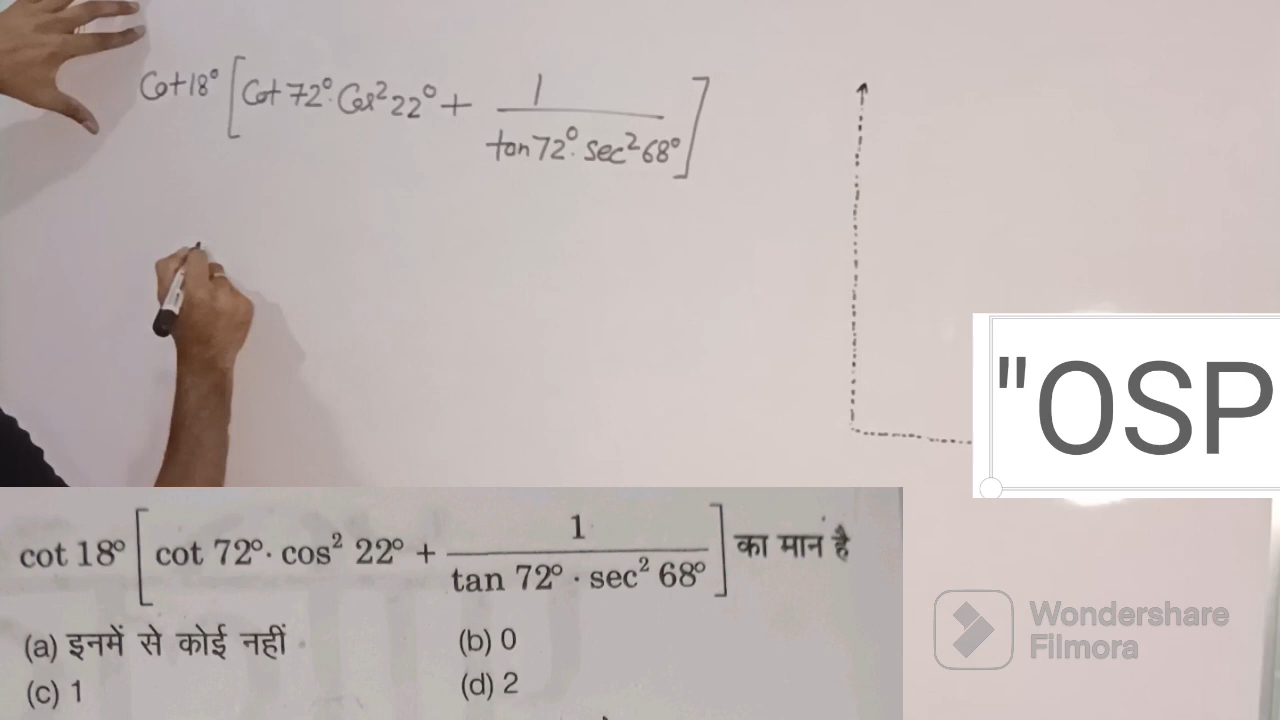 Cot18° [Cot 72°. Cos² 22° + 1/(tan 72°. sec² 68°)]
"OSP
cot 18° [cot 72°. cos² 22° + 1/(tan 72° . sec² 68°)] का मान है
(a) इनमें से कोई नहीं (b) 0
(c) 1 (d) 2
Wondershare
Filmora